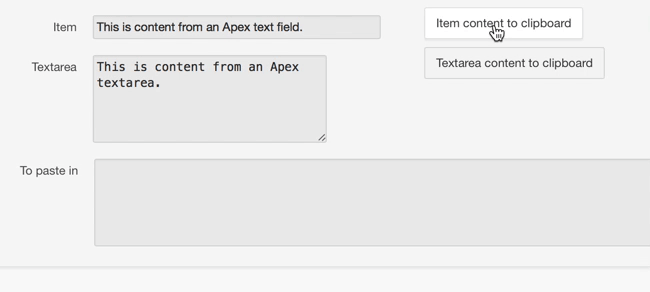 Item This is content from an Apex text field. Item content to clipboard
Textarea This is content from an Apex Textarea content to clipboard
textarea.
To paste in